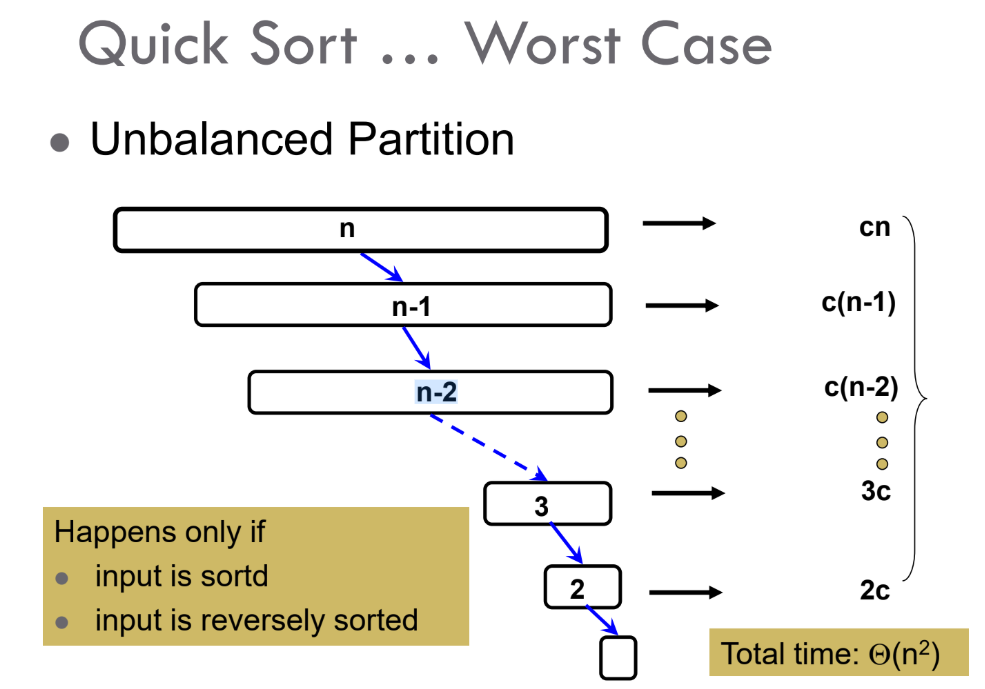 Quick Sort ... Worst Case
● Unbalanced Partition
n cn
n-1 c(n-1)
n-2 c(n-2)
3 3c
Happens only if
● input is sortd
2 2c
● input is reversely sorted
Total time: Θ(n²)